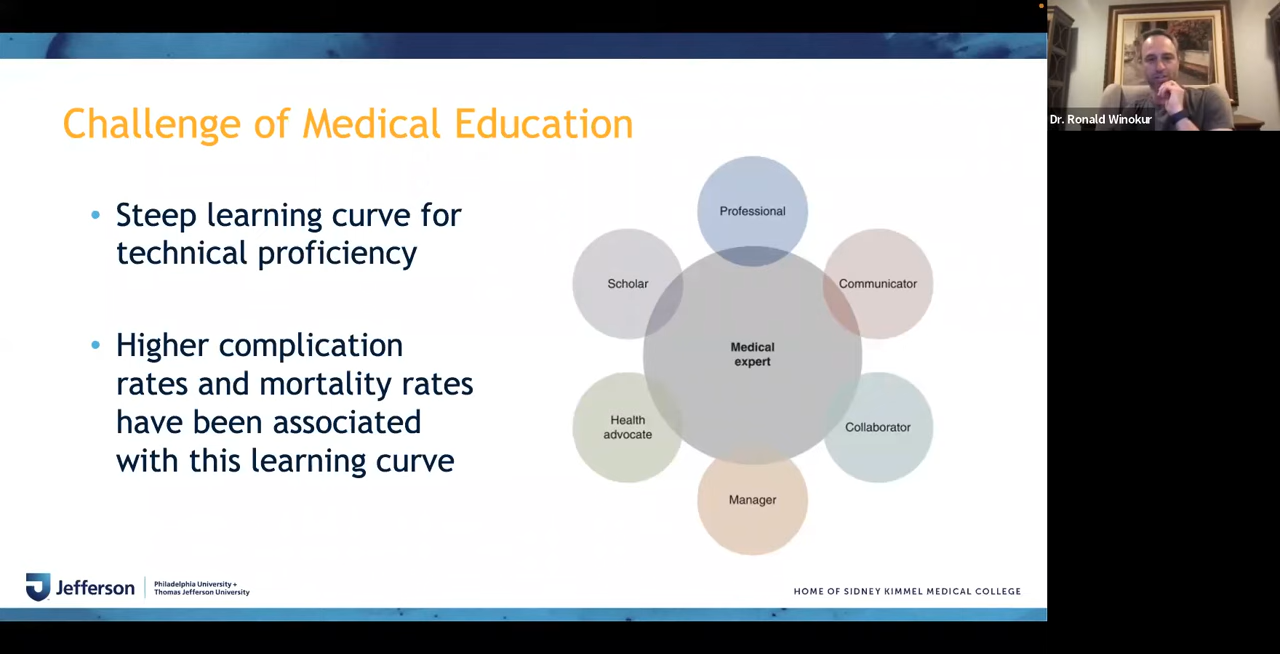 Challenge of Medical Education
• Steep learning curve for
technical proficiency
• Higher complication
rates and mortality rates
have been associated
with this learning curve
Professional
Scholar
Communicator
Medical
expert
Health
advocate
Collaborator
Manager
Jefferson
Philadelphia University +
Thomas Jefferson University
HOME OF SIDNEY KIMMEL MEDICAL COLLEGE
Dr. Ronald Winokur